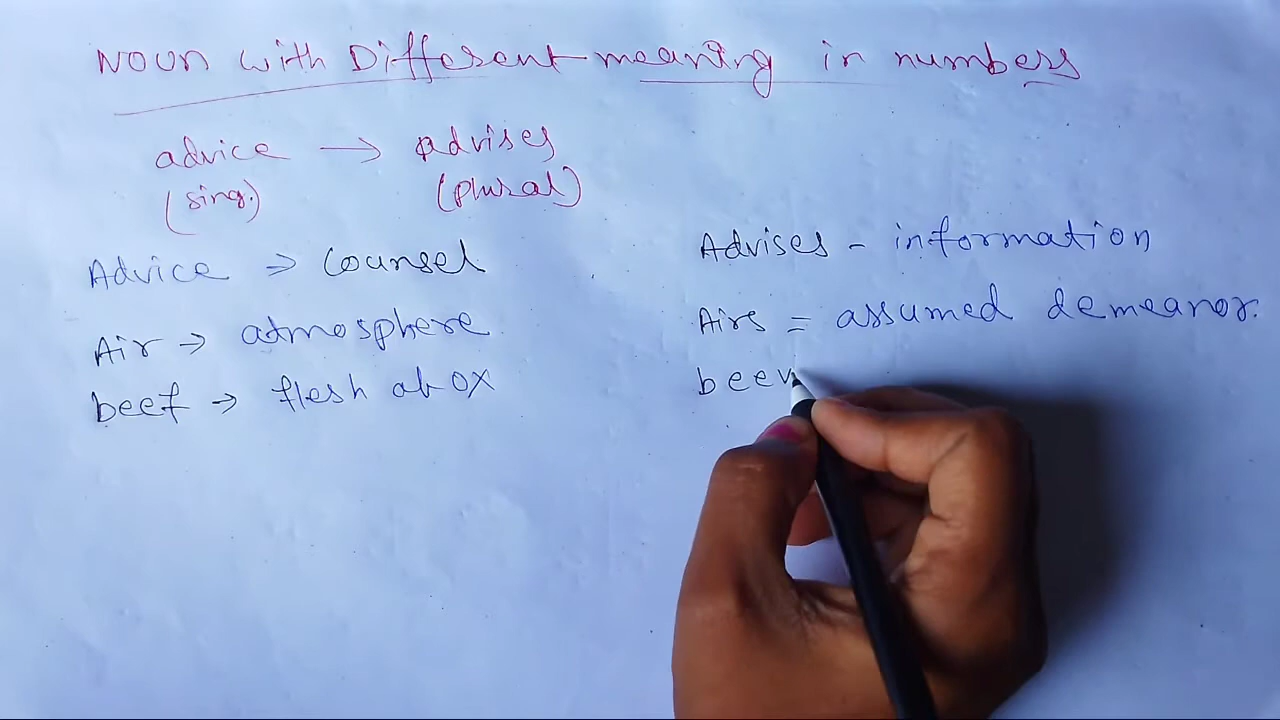 Noun with Different meaning in numbers
advice → advises
(sing.) (plural)
Advice → Counsel
Advises - information
Air → atmosphere
Airs = assumed demeanor.
beef → flesh of ox
beev